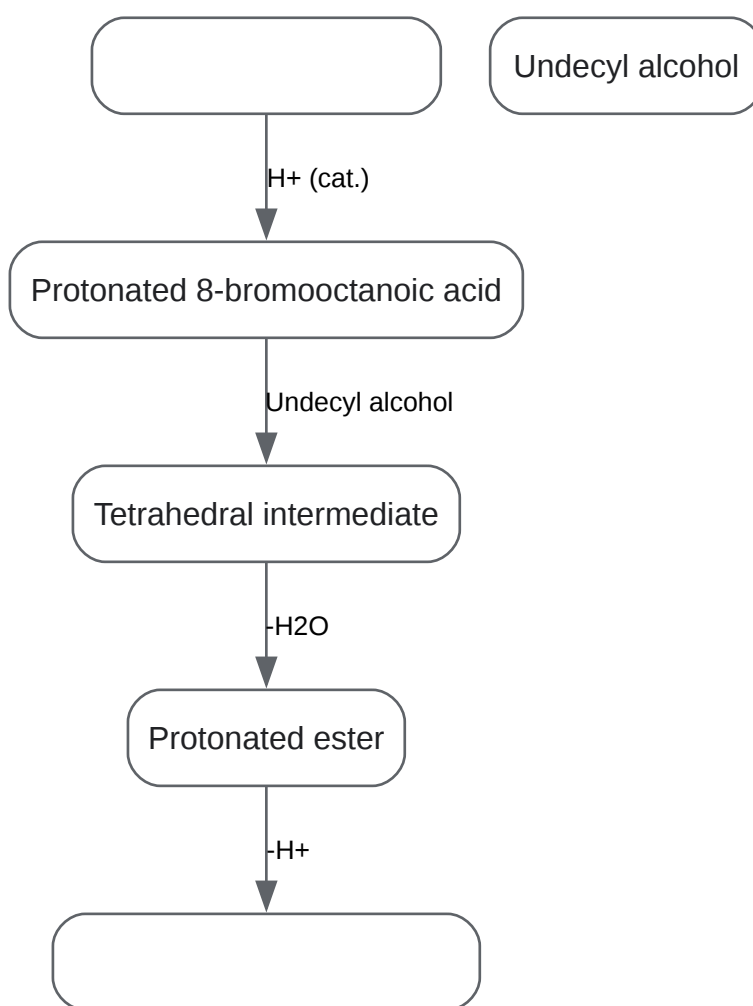 Undecyl alcohol
H+ (cat.)
Protonated 8-bromooctanoic acid
Undecyl alcohol
Tetrahedral intermediate
-H2O
Protonated ester
-H+